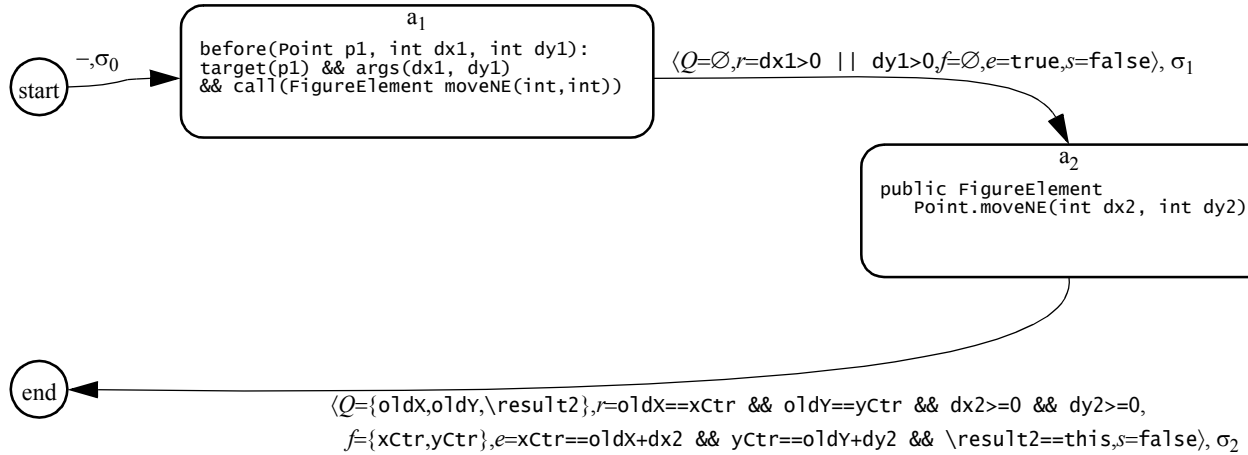 a₁
before(Point p1, int dx1, int dy1):
target(p1) && args(dx1, dy1)
&& call(FigureElement moveNE(int,int))
–,σ₀
start
⟨Q=∅,r=dx1>0 || dy1>0,f=∅,e=true,s=false⟩, σ₁
a₂
public FigureElement
Point.moveNE(int dx2, int dy2)
end
⟨Q={oldX,oldY,\result2},r=oldX==xCtr && oldY==yCtr && dx2>=0 && dy2>=0,
f={xCtr,yCtr},e=xCtr==oldX+dx2 && yCtr==oldY+dy2 && \result2==this,s=false⟩, σ₂